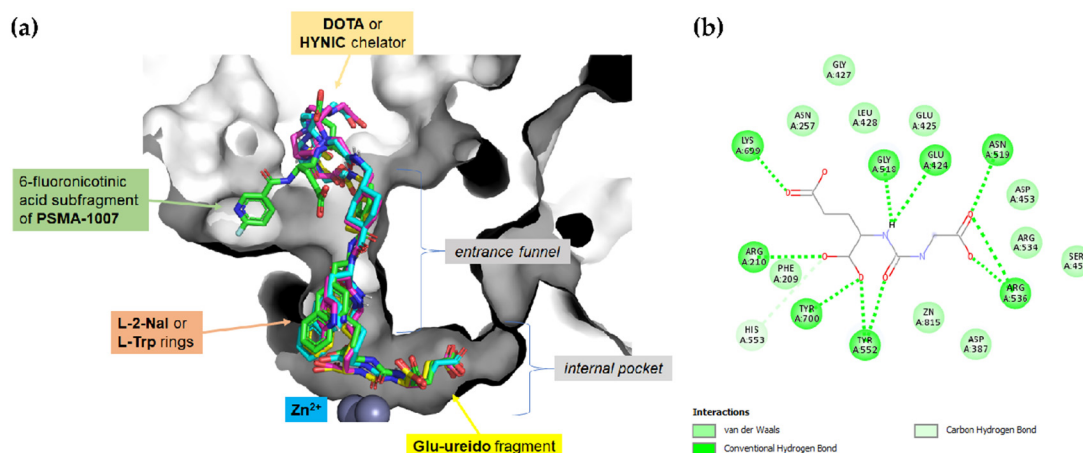 (a)
DOTA or
HYNIC chelator
6-fluoronicotinic
acid subfragment
of PSMA-1007
entrance funnel
L-2-Nal or
L-Trp rings
internal pocket
Zn²⁺
Glu-ureido fragment
(b)
GLY
A:427
ASN
A:257
LEU
A:428
GLU
A:425
LYS
A:699
GLY
A:518
GLU
A:424
ASN
A:519
ASP
A:453
ARG
A:534
SER
A:45
ARG
A:210
PHE
A:209
ARG
A:536
HIS
A:553
TYR
A:700
TYR
A:552
ZN
A:815
ASP
A:387
H
O
O
O
O
O
O
O
N
N
Interactions
van der Waals
Conventional Hydrogen Bond
Carbon Hydrogen Bond